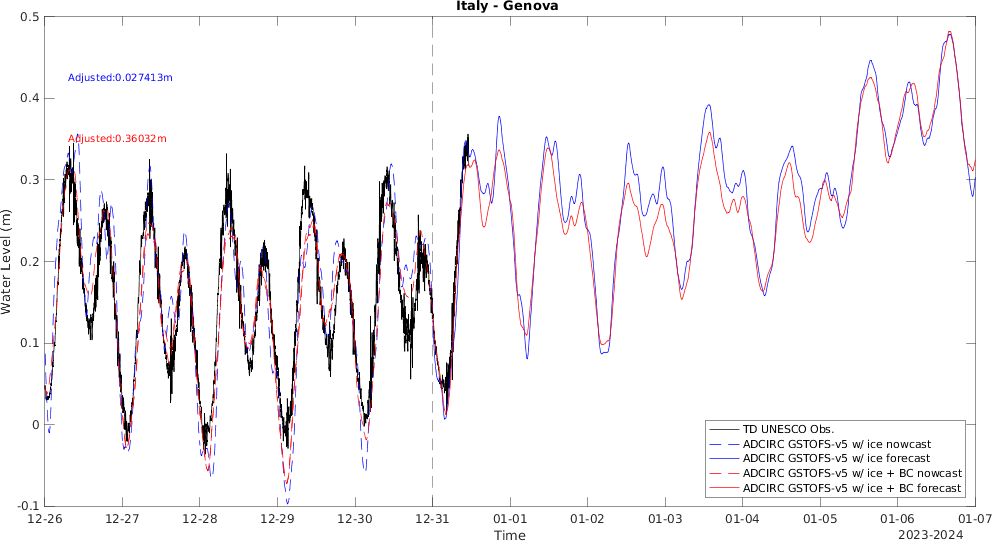 Italy - Genova
0.5
0.4
0.3
0.2
0.1
0
-0.1
Water Level (m)
Adjusted:0.027413m
Adjusted:0.36032m
TD UNESCO Obs.
ADCIRC GSTOFS-v5 w/ ice nowcast
ADCIRC GSTOFS-v5 w/ ice forecast
ADCIRC GSTOFS-v5 w/ ice + BC nowcast
ADCIRC GSTOFS-v5 w/ ice + BC forecast
12-26 12-27 12-28 12-29 12-30 12-31 01-01 01-02 01-03 01-04 01-05 01-06 01-07
Time
2023-2024